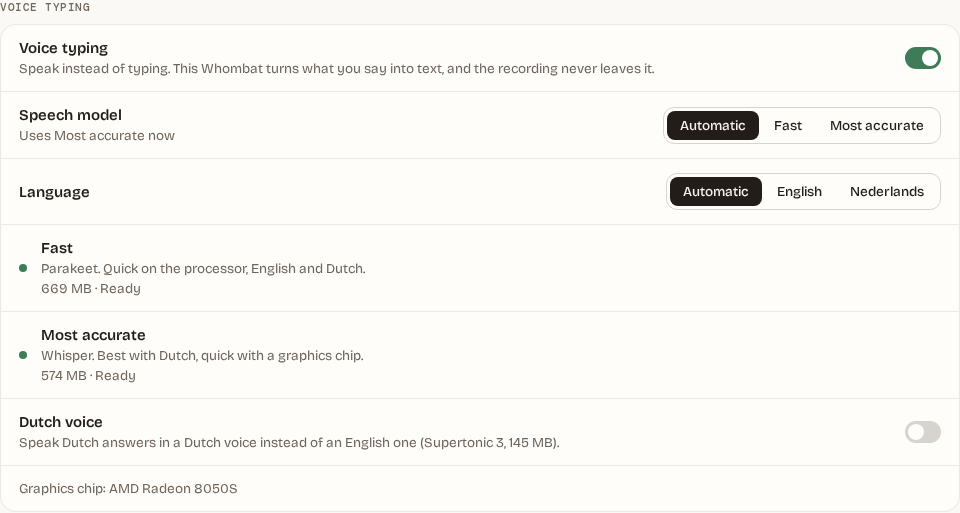 VOICE TYPING
Voice typing
Speak instead of typing. This Whombat turns what you say into text, and the recording never leaves it.
Speech model
Uses Most accurate now
Automatic Fast Most accurate
Language
Automatic English Nederlands
Fast
Parakeet. Quick on the processor, English and Dutch.
669 MB · Ready
Most accurate
Whisper. Best with Dutch, quick with a graphics chip.
574 MB · Ready
Dutch voice
Speak Dutch answers in a Dutch voice instead of an English one (Supertonic 3, 145 MB).
Graphics chip: AMD Radeon 8050S